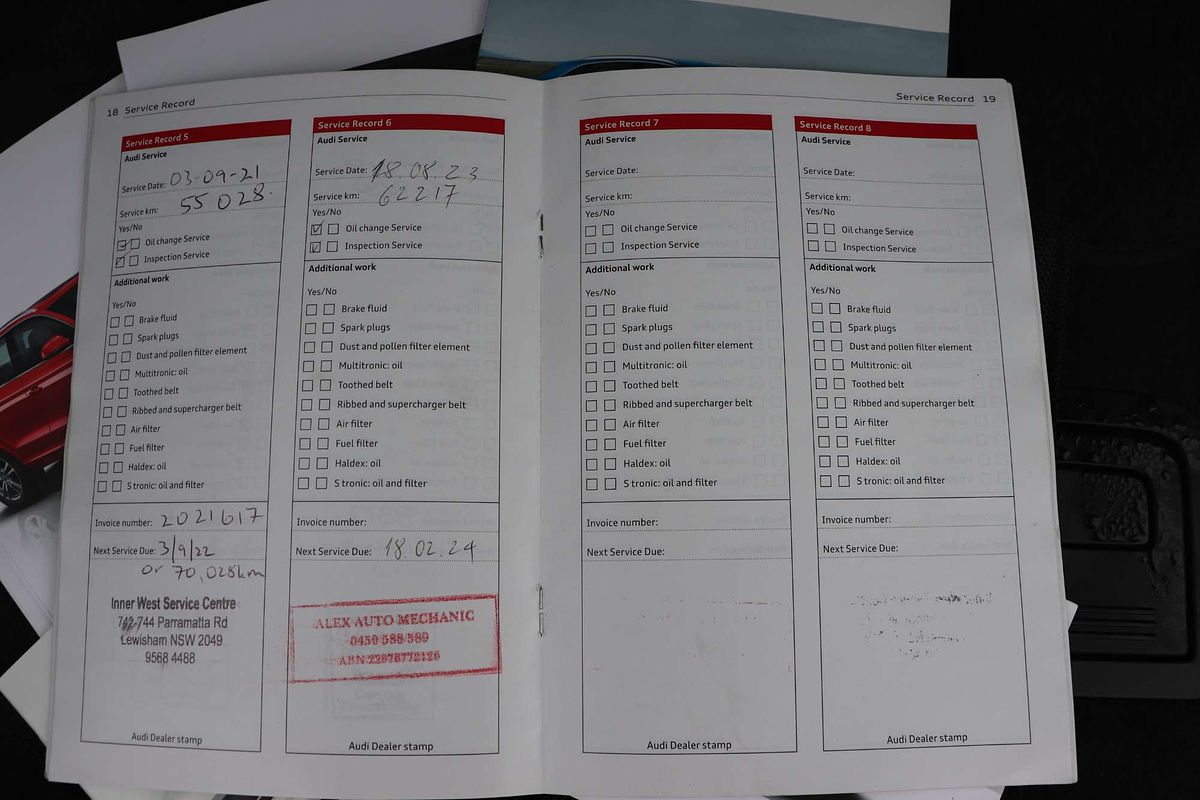 18 Service Record
Service Record 5
Audi Service
Service Date: 03-09-21
Service km: 55028.
Yes/No
Oil change Service
Inspection Service
Additional work
Yes/No
Brake fluid
Spark plugs
Dust and pollen filter element
Multitronic: oil
Toothed belt
Ribbed and supercharger belt
Air filter
Fuel filter
Haldex: oil
S tronic: oil and filter
Invoice number: 2021617
Next Service Due: 3/9/22
or 70,028km
Inner West Service Centre
742-744 Parramatta Rd
Lewisham NSW 2049
9568 4488
Audi Dealer stamp
Service Record 6
Audi Service
Service Date: 18.08.23
Service km: 62217
Yes/No
Oil change Service
Inspection Service
Additional work
Yes/No
Brake fluid
Spark plugs
Dust and pollen filter element
Multitronic: oil
Toothed belt
Ribbed and supercharger belt
Air filter
Fuel filter
Haldex: oil
S tronic: oil and filter
Invoice number:
Next Service Due: 18.02.24
ALEX AUTO MECHANIC
0450 588 589
ABN 22976772126
Audi Dealer stamp
Service Record 19
Service Record 7
Audi Service
Service Date:
Service km:
Yes/No
Oil change Service
Inspection Service
Additional work
Yes/No
Brake fluid
Spark plugs
Dust and pollen filter element
Multitronic: oil
Toothed belt
Ribbed and supercharger belt
Air filter
Fuel filter
Haldex: oil
S tronic: oil and filter
Invoice number:
Next Service Due:
Audi Dealer stamp
Service Record 8
Audi Service
Service Date:
Service km:
Yes/No
Oil change Service
Inspection Service
Additional work
Yes/No
Brake fluid
Spark plugs
Dust and pollen filter element
Multitronic: oil
Toothed belt
Ribbed and supercharger belt
Air filter
Fuel filter
Haldex: oil
S tronic: oil and filter
Invoice number:
Next Service Due:
Audi Dealer stamp